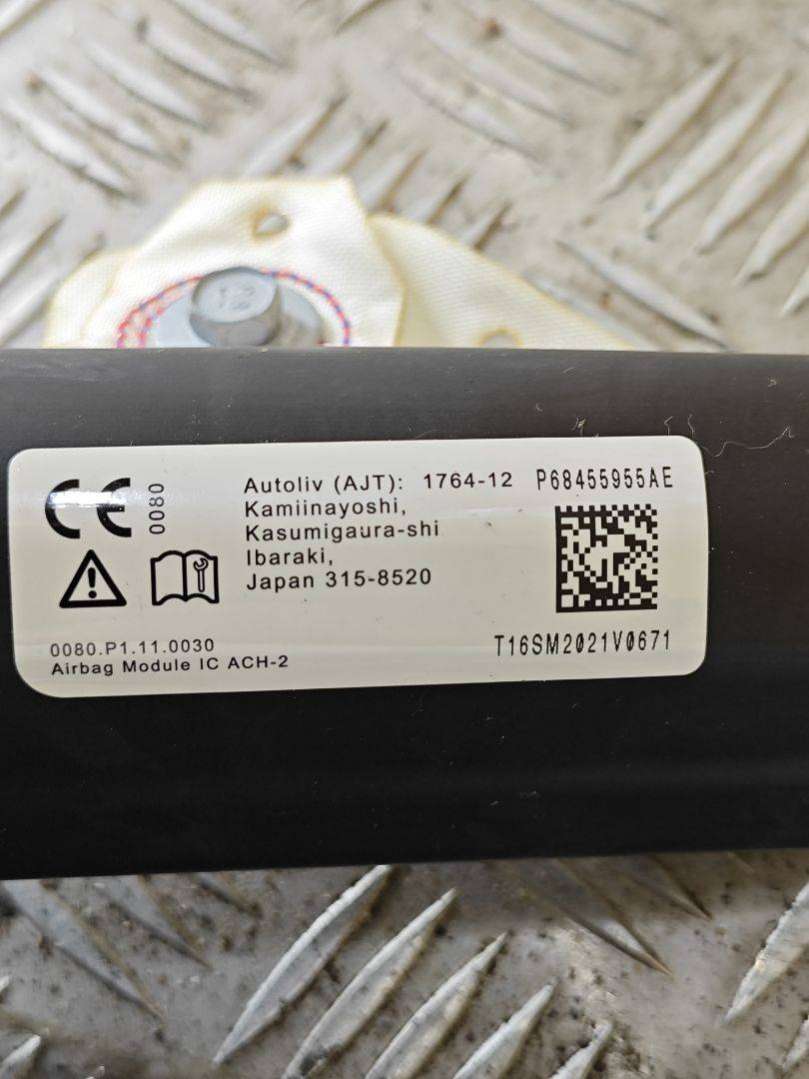 CE 0080
Autoliv (AJT): 1764-12
Kamiinayoshi,
Kasumigaura-shi
Ibaraki,
Japan 315-8520
P68455955AE
0080.P1.11.0030
Airbag Module IC ACH-2
T16SM2021V0671